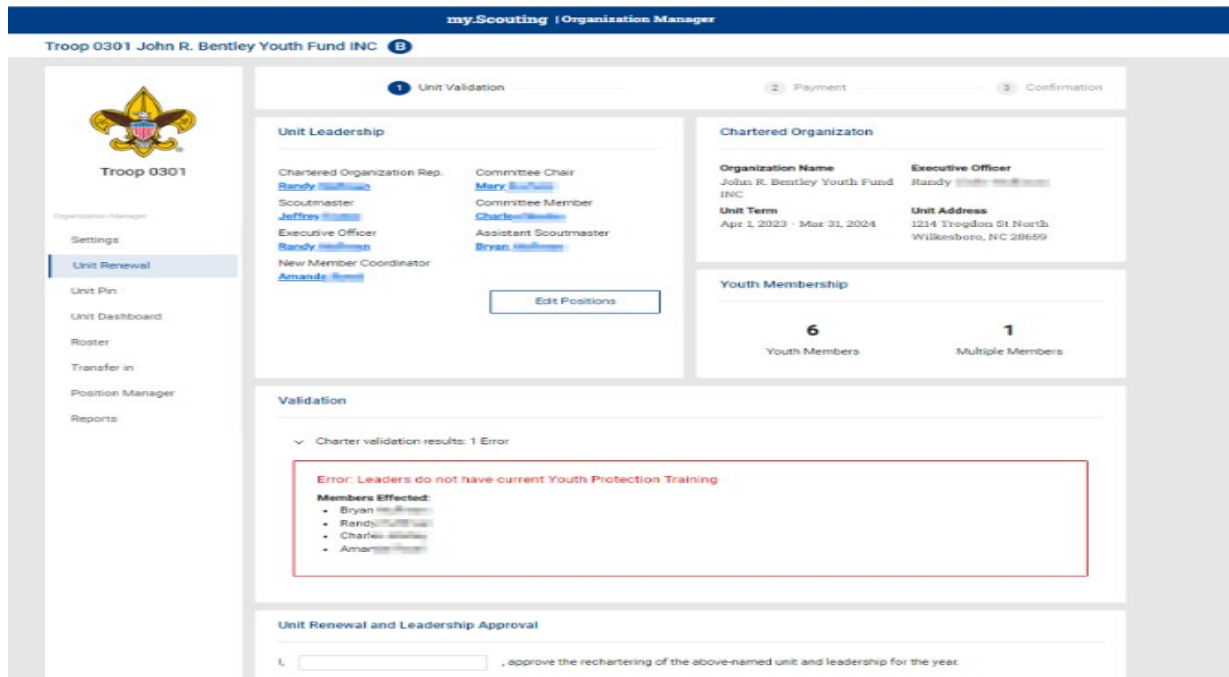 my.Scouting | Organization Manager
Troop 0301 John R. Bentley Youth Fund INC B
Troop 0301
Organization Manager
Settings
Unit Renewal
Unit Pin
Unit Dashboard
Roster
Transfer in
Position Manager
Reports
1 Unit Validation
2 Payment
3 Confirmation
Unit Leadership
Chartered Organization Rep.
Randy
Scoutmaster
Jeffrey
Executive Officer
Randy
New Member Coordinator
Amanda
Committee Chair
Mary
Committee Member
Charles
Assistant Scoutmaster
Bryan
Edit Positions
Chartered Organizaton
Organization Name
John R. Bentley Youth Fund
INC
Unit Term
Apr 1, 2023 - Mar 31, 2024
Executive Officer
Randy
Unit Address
1214 Trogdon St North
Wilkesboro, NC 28659
Youth Membership
6
Youth Members
1
Multiple Members
Validation
Charter validation results: 1 Error
Error: Leaders do not have current Youth Protection Training
Members Effected:
• Bryan
• Randy
• Charles
• Amanda
Unit Renewal and Leadership Approval
I, , approve the rechartering of the above-named unit and leadership for the year.